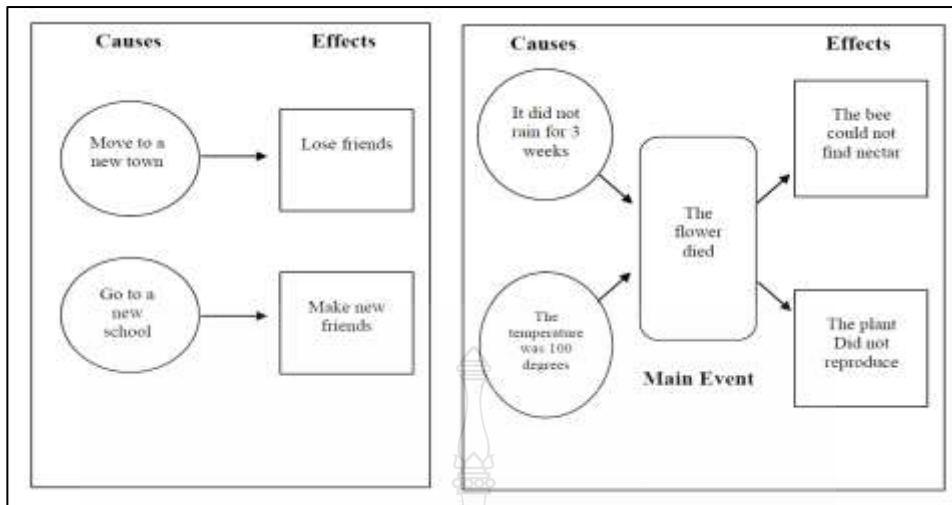 Causes
Effects
Move to a
new town
Lose friends
Go to a
new
school
Make new
friends
Causes
Effects
It did not
rain for 3
weeks
The
temperature
was 100
degrees
The
flower
died
Main Event
The bee
could not
find nectar
The plant
Did not
reproduce